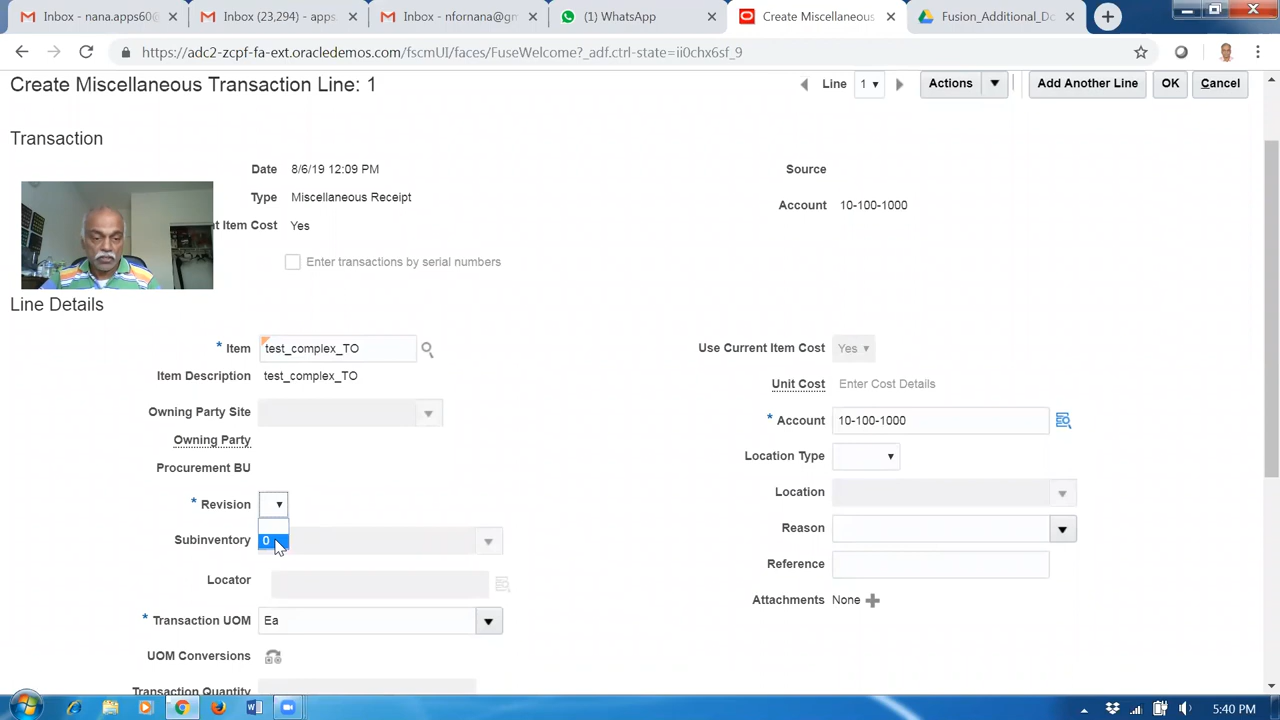 Inbox - nana.apps60@
Inbox (23,294) -
Inbox - nfom
(1) WhatsApp
Create Miscellaneous
Fusion_Additional_Do
https://adc2-zcpf-fa-ext.oracledemos.com/fscmUI/faces/FuseWelcome?_adf.ctrl-state=ii0chx6sf_9
Create Miscellaneous Transaction Line: 1
Line 1 Actions Add Another Line OK Cancel
Transaction
Date 8/6/19 12:09 PM Source
Type Miscellaneous Receipt
Account 10-100-1000
nt Item Cost Yes
Enter transactions by serial numbers
Line Details
* Item test_complex_TO Use Current Item Cost Yes
Item Description test_complex_TO Unit Cost Enter Cost Details
Owning Party Site * Account 10-100-1000
Owning Party
Location Type
Procurement BU
* Revision Location
0
Subinventory Reason
Locator Reference
Attachments None
* Transaction UOM Ea
UOM Conversions
Transaction Quantity
5:40 PM